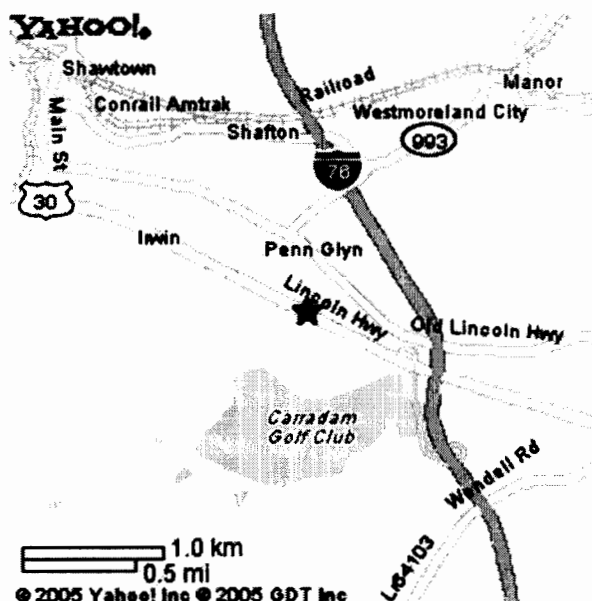 YAHOO!
Shawtown
Railroad
Manor
Conrail Amtrak
Westmoreland City
Main St
Shafton
993
76
30
Irwin
Penn Glyn
Lincoln Hwy
Old Lincoln Hwy
Carradam
Golf Club
Wendell Rd
Lr64103
1.0 km
0.5 mi
© 2005 Yahoo! Inc © 2005 GDT Inc